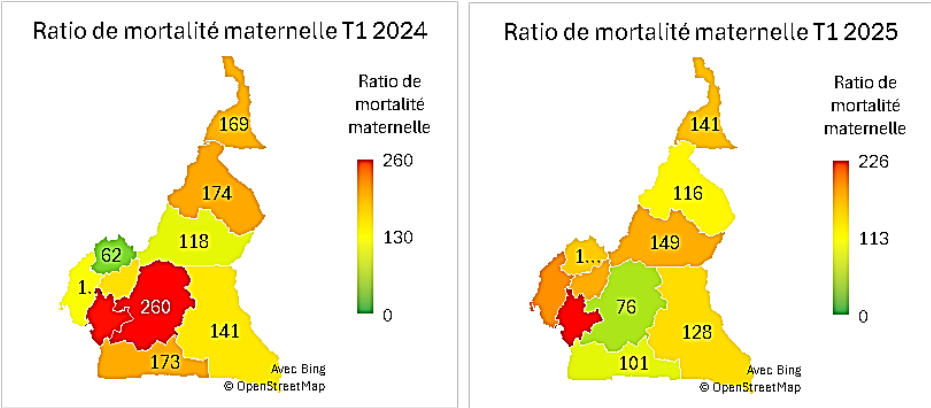 Ratio de mortalité maternelle T1 2024
Ratio de
mortalité
maternelle
260
130
0
169
174
118
62
1...
260
141
173
Avec Bing
© OpenStreetMap
Ratio de mortalité maternelle T1 2025
Ratio de
mortalité
maternelle
226
113
0
141
116
149
1...
76
128
101
Avec Bing
© OpenStreetMap